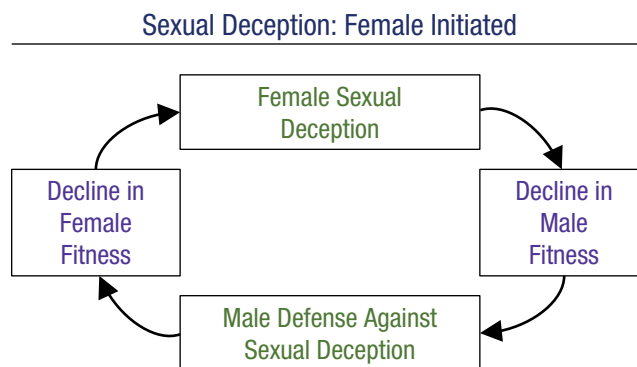 Sexual Deception: Female Initiated
Female Sexual
Deception
Decline in
Female
Fitness
Decline in
Male
Fitness
Male Defense Against
Sexual Deception